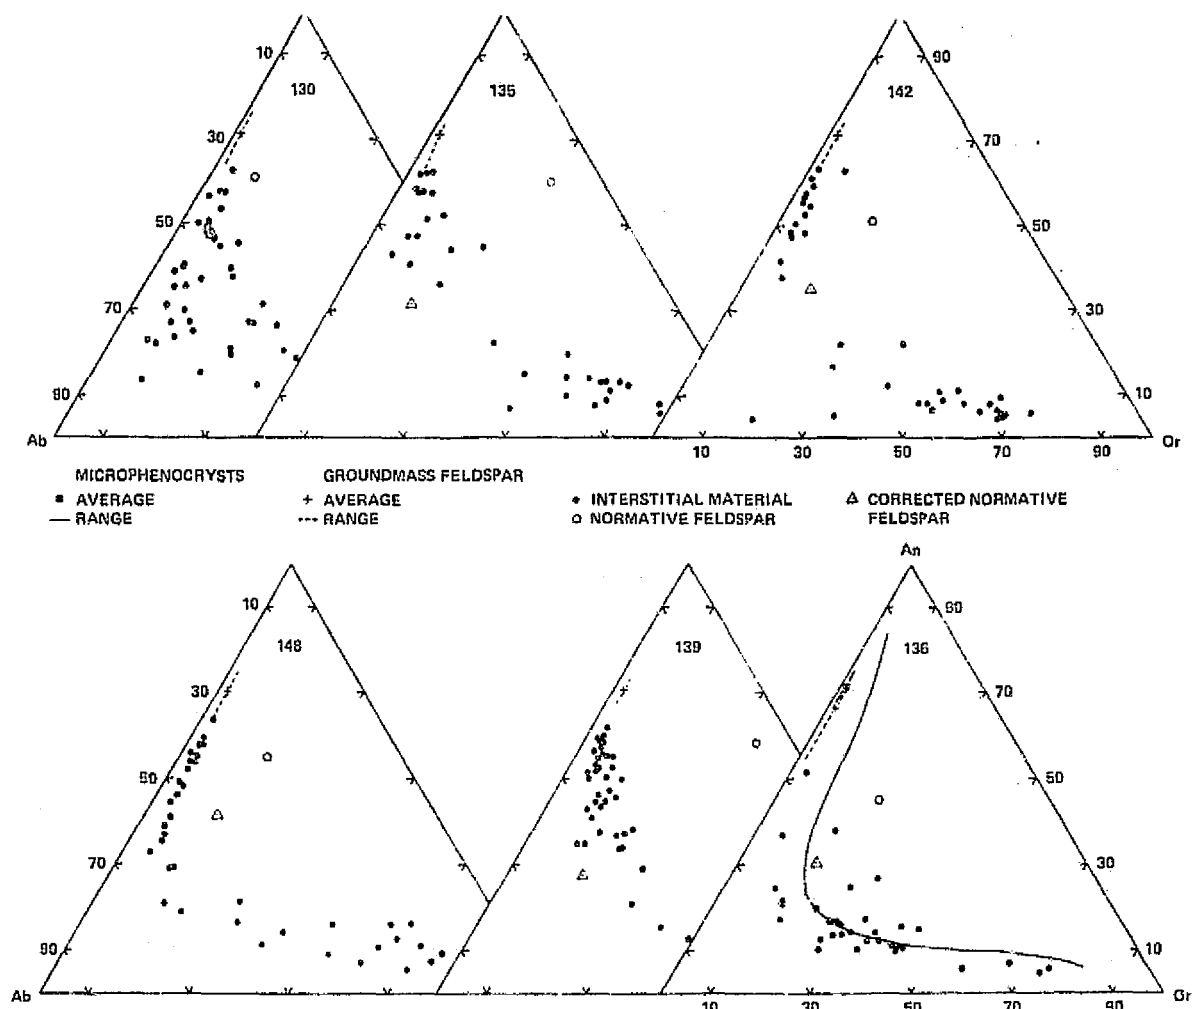 10
130
135
90
142
30
70
50
50
70
30
90
10
Ab
10 30 50 70 90
Or
MICROPHENOCRYSTS
GROUNDMASS FELDSPAR
AVERAGE
AVERAGE
INTERSTITIAL MATERIAL
CORRECTED NORMATIVE
RANGE
RANGE
NORMATIVE FELDSPAR
FELDSPAR
An
10
90
148
139
136
30
70
50
50
70
30
90
10
Ab
10 30 50 70 90
Or